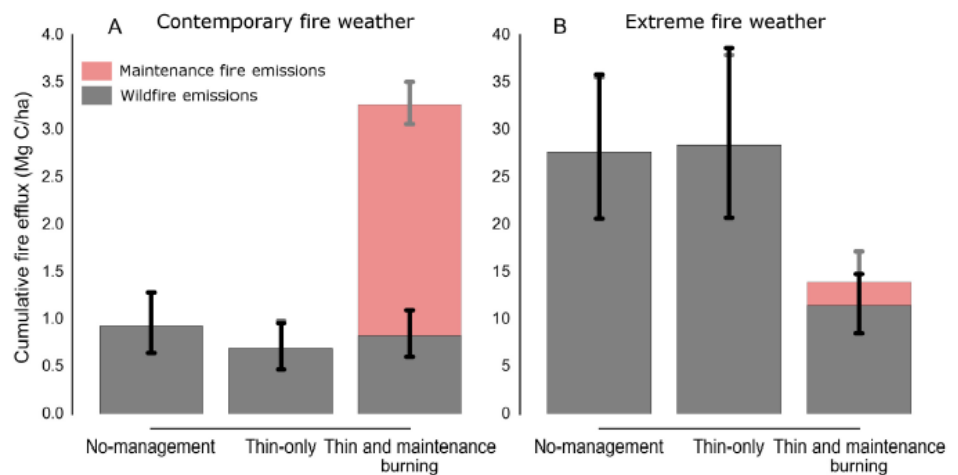 A Contemporary fire weather
B Extreme fire weather
Cumulative fire efflux (Mg C/ha)
4.0
3.5
3.0
2.5
2.0
1.5
1.0
0.5
0.0
Maintenance fire emissions
Wildfire emissions
No-management Thin-only Thin and maintenance
burning
40
35
30
25
20
15
10
5
0
No-management Thin-only Thin and maintenance
burning